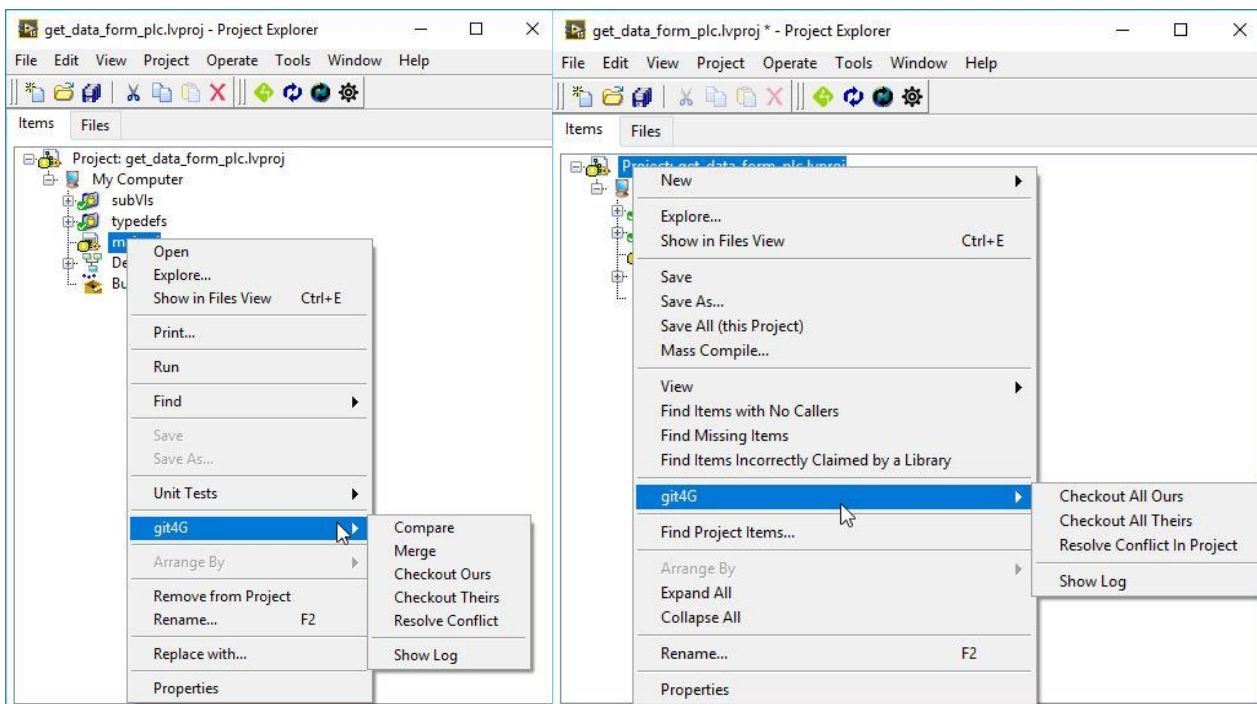 get_data_form_plc.lvproj - Project Explorer
File Edit View Project Operate Tools Window Help
Items Files
Project: get_data_form_plc.lvproj
My Computer
subVIs
typedefs
De
Bu
Open
Explore...
Show in Files View Ctrl+E
Print...
Run
Find
Save
Save As...
Unit Tests
git4G
Arrange By
Remove from Project
Rename... F2
Replace with...
Properties
Compare
Merge
Checkout Ours
Checkout Theirs
Resolve Conflict
Show Log
get_data_form_plc.lvproj * - Project Explorer
File Edit View Project Operate Tools Window Help
Items Files
Project: get_data_form_plc.lvproj
New
Explore...
Show in Files View Ctrl+E
Save
Save As...
Save All (this Project)
Mass Compile...
View
Find Items with No Callers
Find Missing Items
Find Items Incorrectly Claimed by a Library
git4G
Find Project Items...
Arrange By
Expand All
Collapse All
Rename... F2
Properties
Checkout All Ours
Checkout All Theirs
Resolve Conflict In Project
Show Log